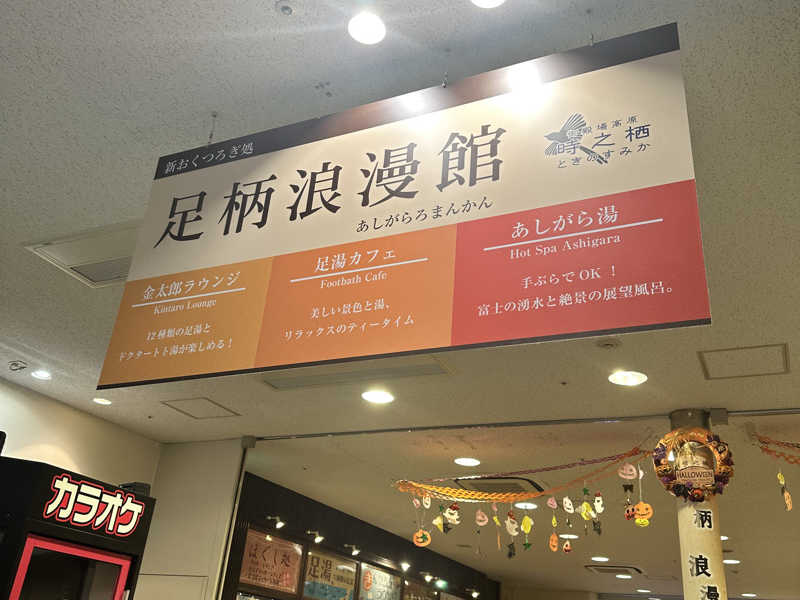 新おくつろぎ処
足柄浪漫館
あしがらろまんかん
御殿場高原
時之栖
ときのすみか
金太郎ラウンジ
Kintaro Lounge
12種類の足湯と
ドクターフィッシュ
足湯カフェ
Footbath Cafe
美しい景色と湯、
リラックスのティータイム
あしがら湯
Hot Spa Ashigara
手ぶらでOK！
富士の湧水と絶景の展望風呂。
カラオケ
ほぐし処
足湯
HALLOWEEN
柄
浪
漫